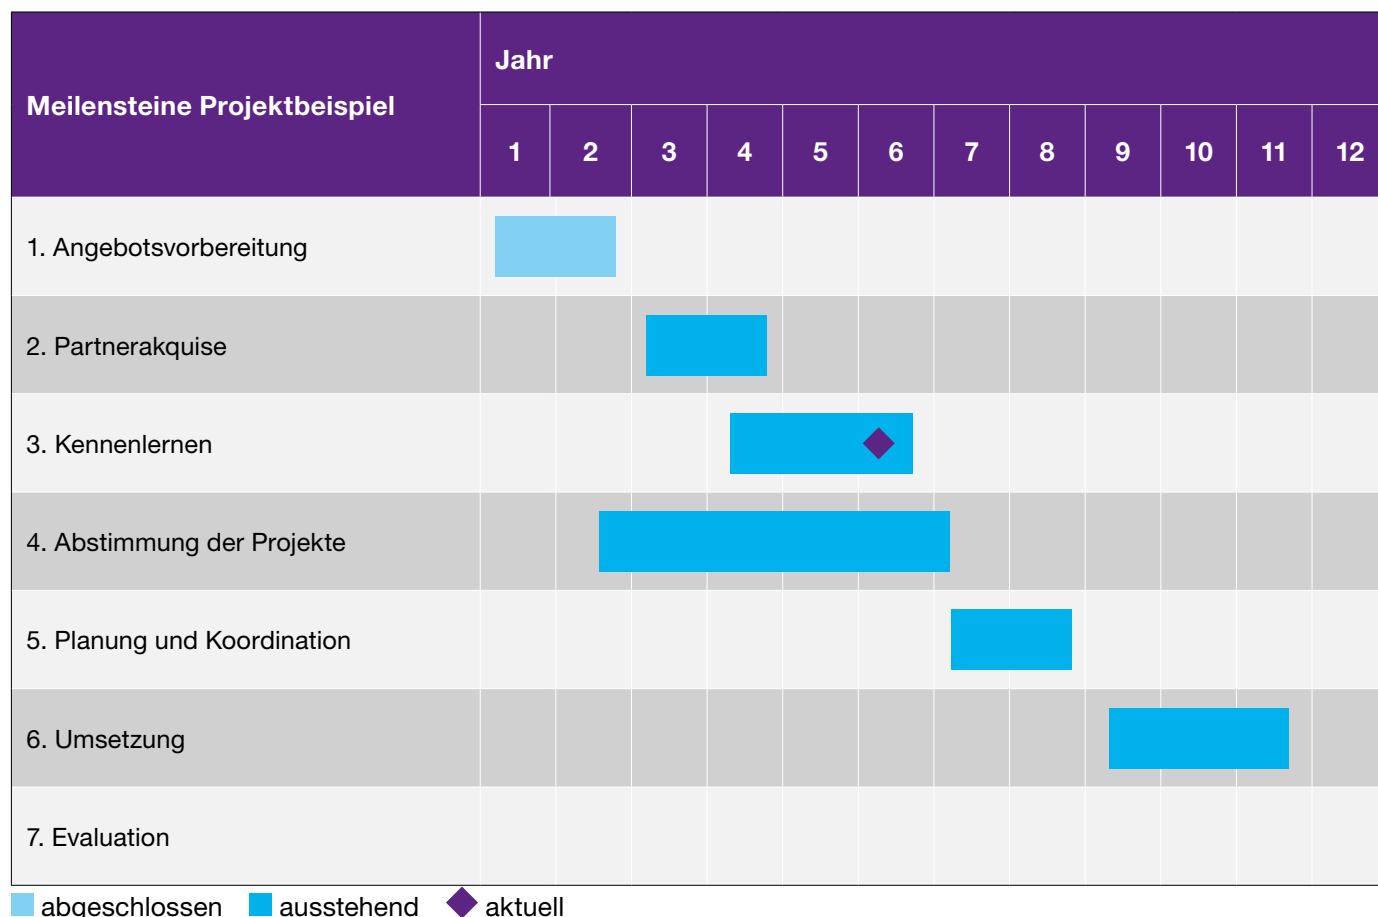 Meilensteine Projektbeispiel
Jahr
1 2 3 4 5 6 7 8 9 10 11 12
1. Angebotsvorbereitung
2. Partnerakquise
3. Kennenlernen
4. Abstimmung der Projekte
5. Planung und Koordination
6. Umsetzung
7. Evaluation
abgeschlossen ausstehend aktuell